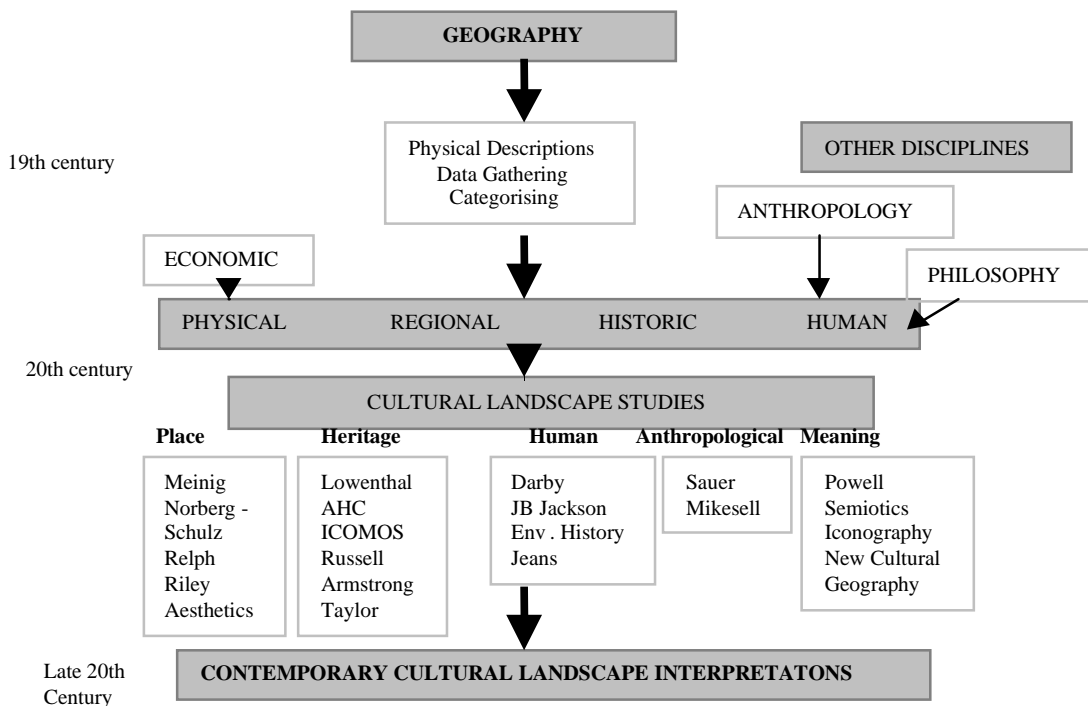 GEOGRAPHY
19th century
Physical Descriptions
Data Gathering
Categorising
OTHER DISCIPLINES
ANTHROPOLOGY
ECONOMIC
PHILOSOPHY
PHYSICAL REGIONAL HISTORIC HUMAN
20th century
CULTURAL LANDSCAPE STUDIES
Place Heritage Human Anthropological Meaning
Meinig
Norberg -
Schulz
Relph
Riley
Aesthetics
Lowenthal
AHC
ICOMOS
Russell
Armstrong
Taylor
Darby
JB Jackson
Env . History
Jeans
Sauer
Mikesell
Powell
Semiotics
Iconography
New Cultural
Geography
Late 20th
Century
CONTEMPORARY CULTURAL LANDSCAPE INTERPRETATONS